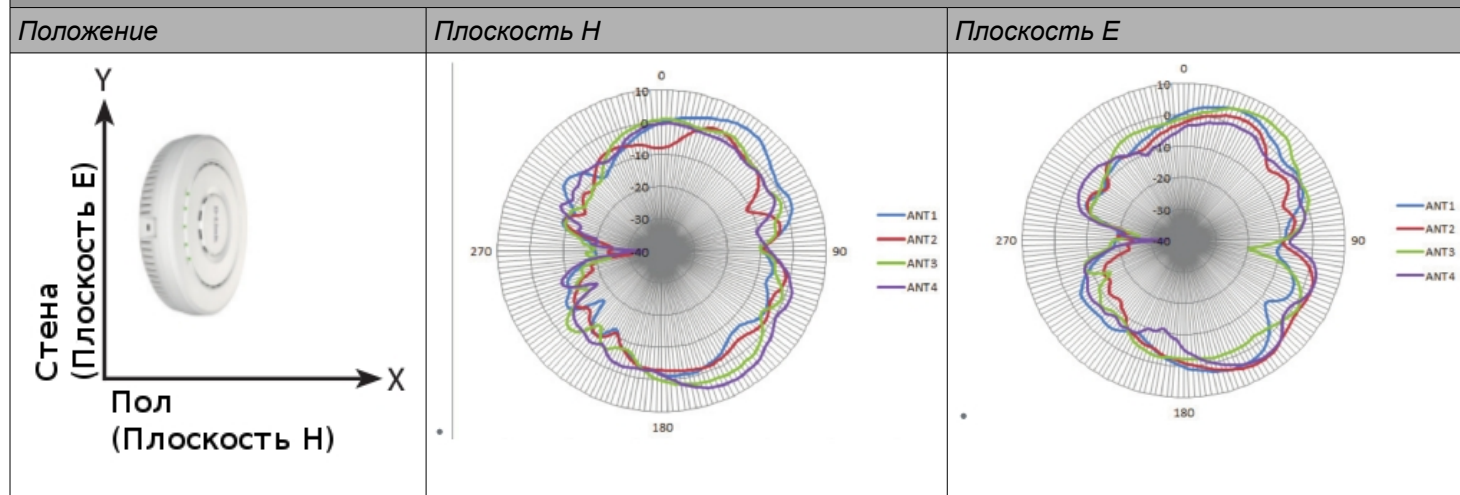 Положение
Плоскость H
Плоскость E
Y
Стена
(Плоскость E)
X
Пол
(Плоскость H)
0
10
0
-10
-20
-30
-40
270
90
180
ANT1
ANT2
ANT3
ANT4
0
10
0
-10
-20
-30
-40
270
90
180
ANT1
ANT2
ANT3
ANT4